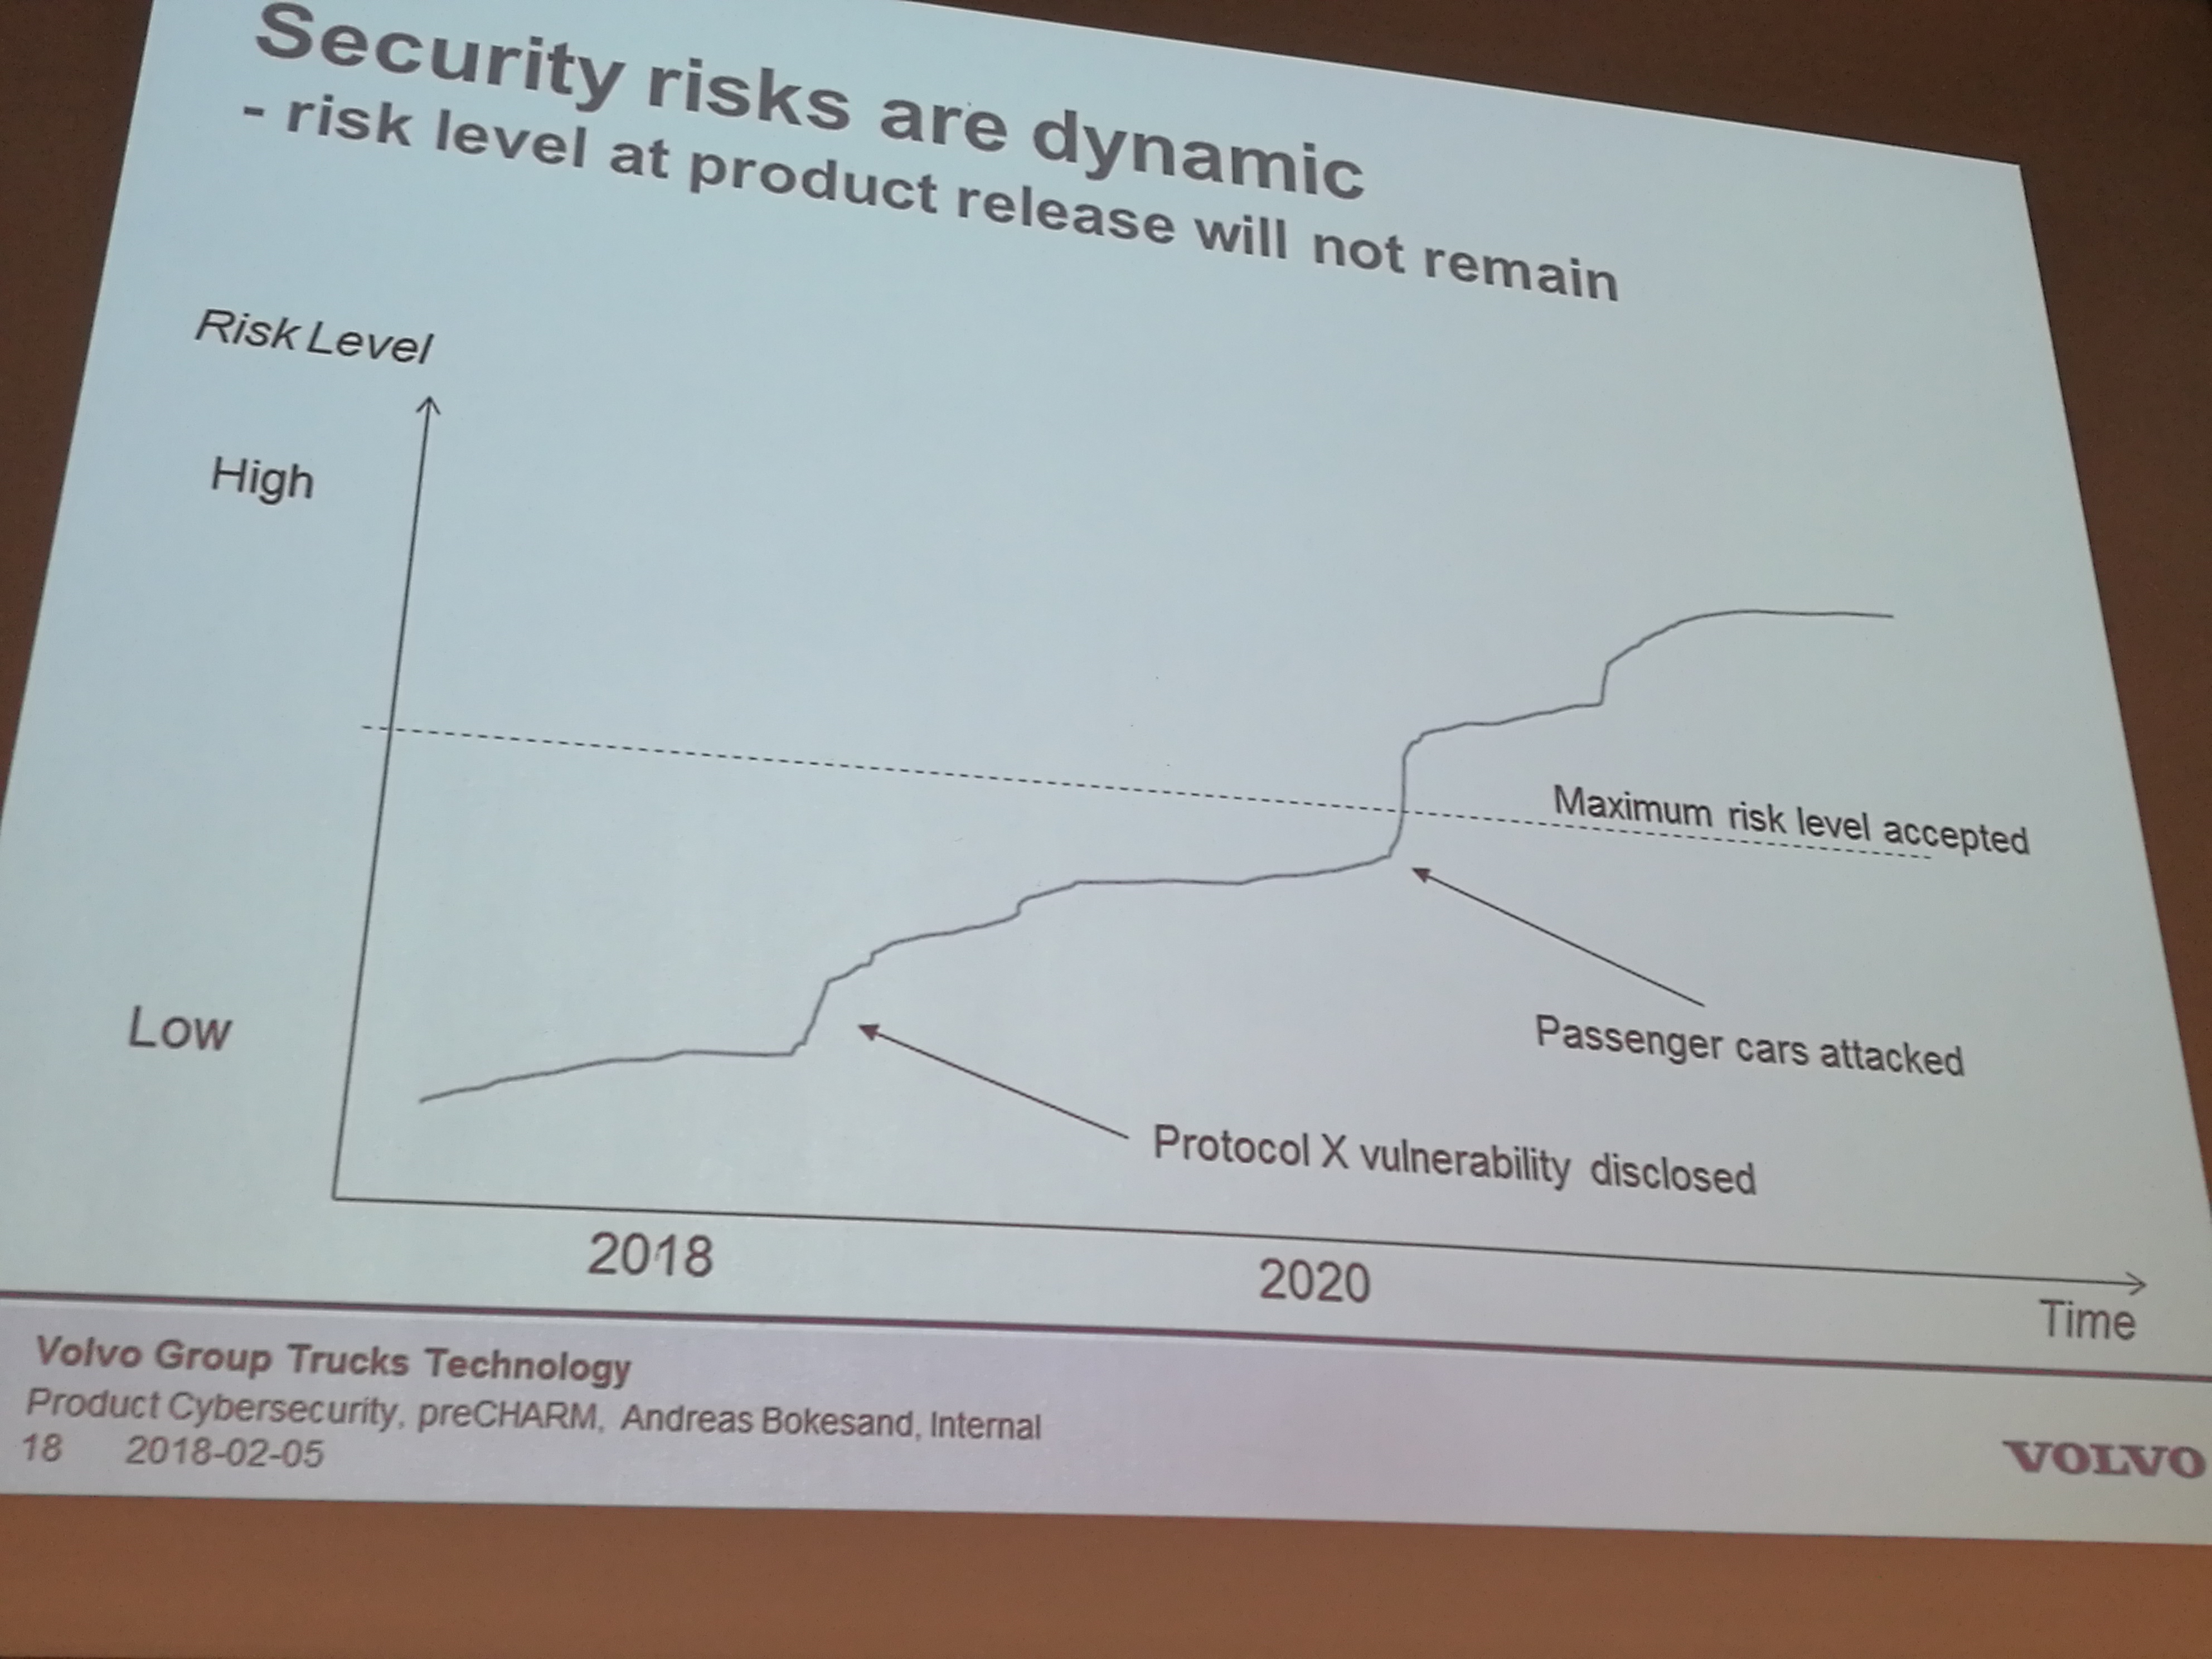 Security risks are dynamic
- risk level at product release will not remain
Risk Level
High
Maximum risk level accepted
Low
Passenger cars attacked
Protocol X vulnerability disclosed
2018
2020
Time
Volvo Group Trucks Technology
Product Cybersecurity, preCHARM, Andreas Bokesand, Internal
18 2018-02-05
VOLVO